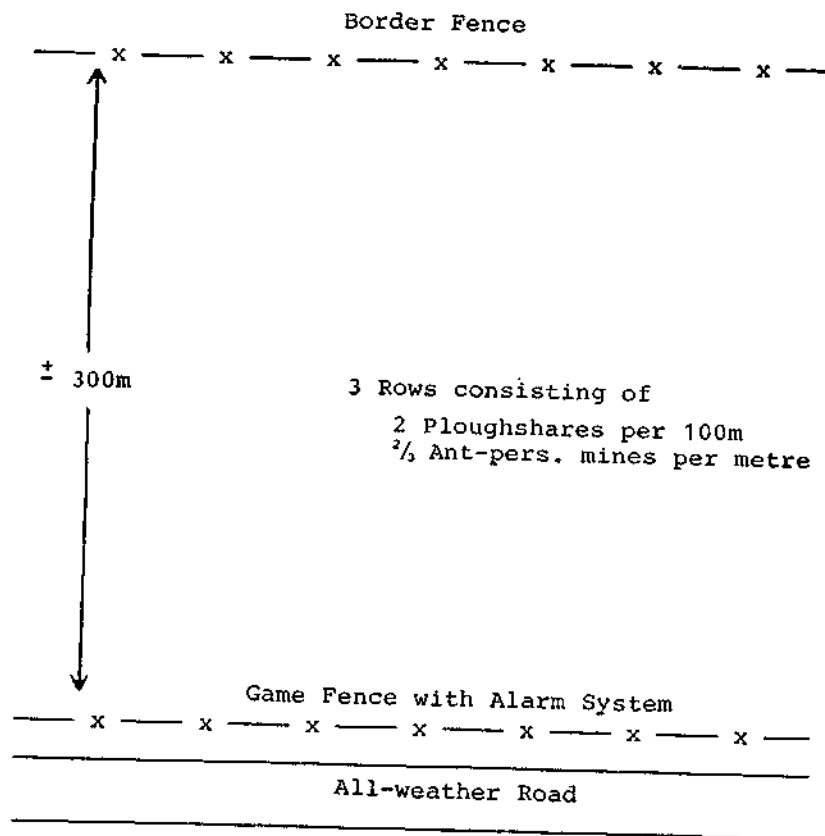 Border Fence
x x x x x x x
± 300m
3 Rows consisting of
2 Ploughshares per 100m
⅔ Ant-pers. mines per metre
Game Fence with Alarm System
x x x x x x x
All-weather Road